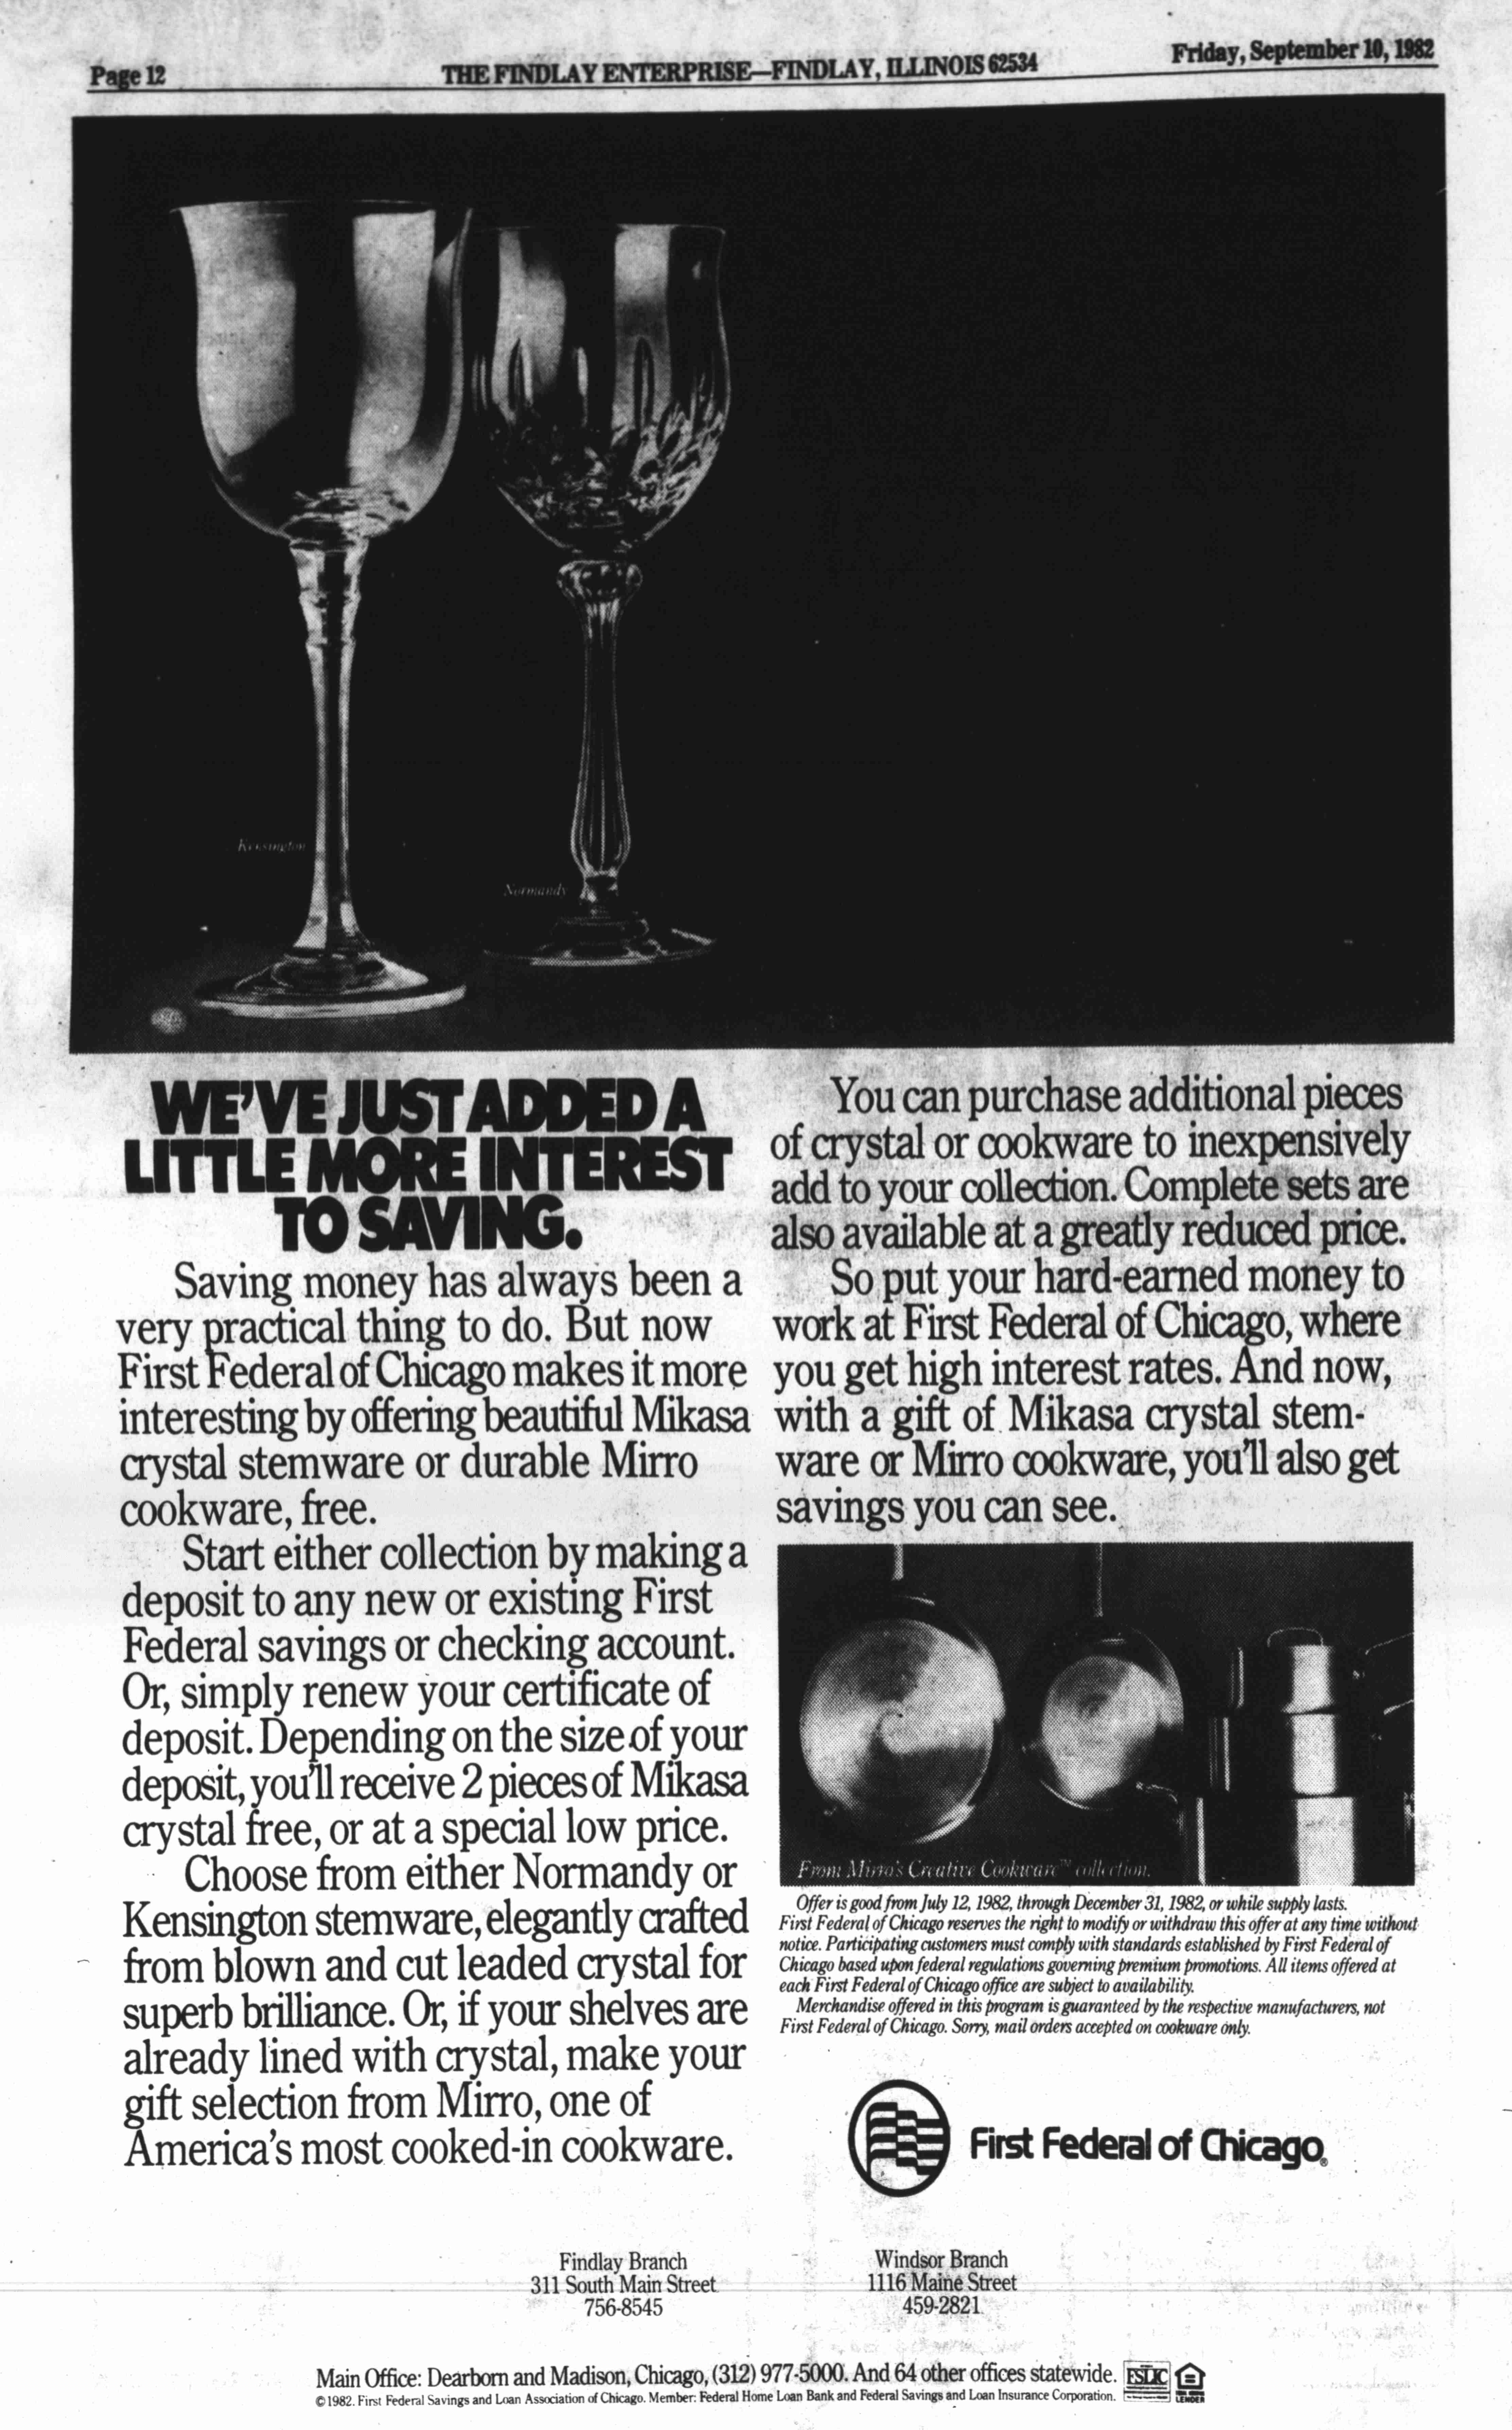 Page 12
THE FINDLAY ENTERPRISE—FINDLAY, ILLINOIS 62534
Friday, September 10, 1982
Kensington
Normandy
WE'VE JUST ADDED A
LITTLE MORE INTEREST
TO SAVING.
Saving money has always been a
very practical thing to do. But now
First Federal of Chicago makes it more
interesting by offering beautiful Mikasa
crystal stemware or durable Mirro
cookware, free.
Start either collection by making a
deposit to any new or existing First
Federal savings or checking account.
Or, simply renew your certificate of
deposit. Depending on the size of your
deposit, you'll receive 2 pieces of Mikasa
crystal free, or at a special low price.
Choose from either Normandy or
Kensington stemware, elegantly crafted
from blown and cut leaded crystal for
superb brilliance. Or, if your shelves are
already lined with crystal, make your
gift selection from Mirro, one of
America's most cooked-in cookware.
You can purchase additional pieces
of crystal or cookware to inexpensively
add to your collection. Complete sets are
also available at a greatly reduced price.
So put your hard-earned money to
work at First Federal of Chicago, where
you get high interest rates. And now,
with a gift of Mikasa crystal stem-
ware or Mirro cookware, you'll also get
savings you can see.
From Mirro's Creative Cookware™ collection.
Offer is good from July 12, 1982, through December 31, 1982, or while supply lasts.
First Federal of Chicago reserves the right to modify or withdraw this offer at any time without
notice. Participating customers must comply with standards established by First Federal of
Chicago based upon federal regulations governing premium promotions. All items offered at
each First Federal of Chicago office are subject to availability.
Merchandise offered in this program is guaranteed by the respective manufacturers, not
First Federal of Chicago. Sorry, mail orders accepted on cookware only.
First Federal of Chicago®
Findlay Branch
311 South Main Street
756-8545
Windsor Branch
1116 Maine Street
459-2821
Main Office: Dearborn and Madison, Chicago, (312) 977-5000. And 64 other offices statewide.
FSLIC
LENDER
©1982. First Federal Savings and Loan Association of Chicago. Member: Federal Home Loan Bank and Federal Savings and Loan Insurance Corporation.